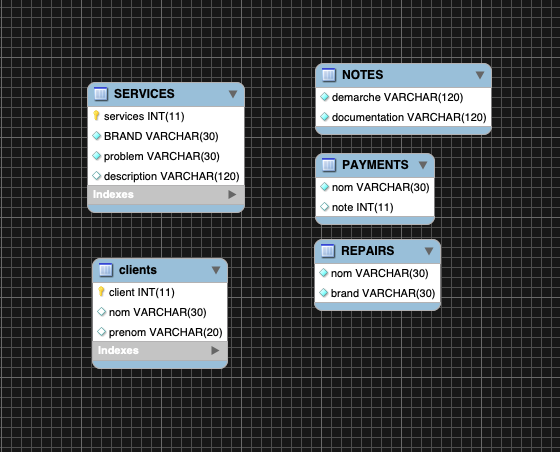 SERVICES
services INT(11)
BRAND VARCHAR(30)
problem VARCHAR(30)
description VARCHAR(120)
Indexes
clients
client INT(11)
nom VARCHAR(30)
prenom VARCHAR(20)
Indexes
NOTES
demarche VARCHAR(120)
documentation VARCHAR(120)
PAYMENTS
nom VARCHAR(30)
note INT(11)
REPAIRS
nom VARCHAR(30)
brand VARCHAR(30)